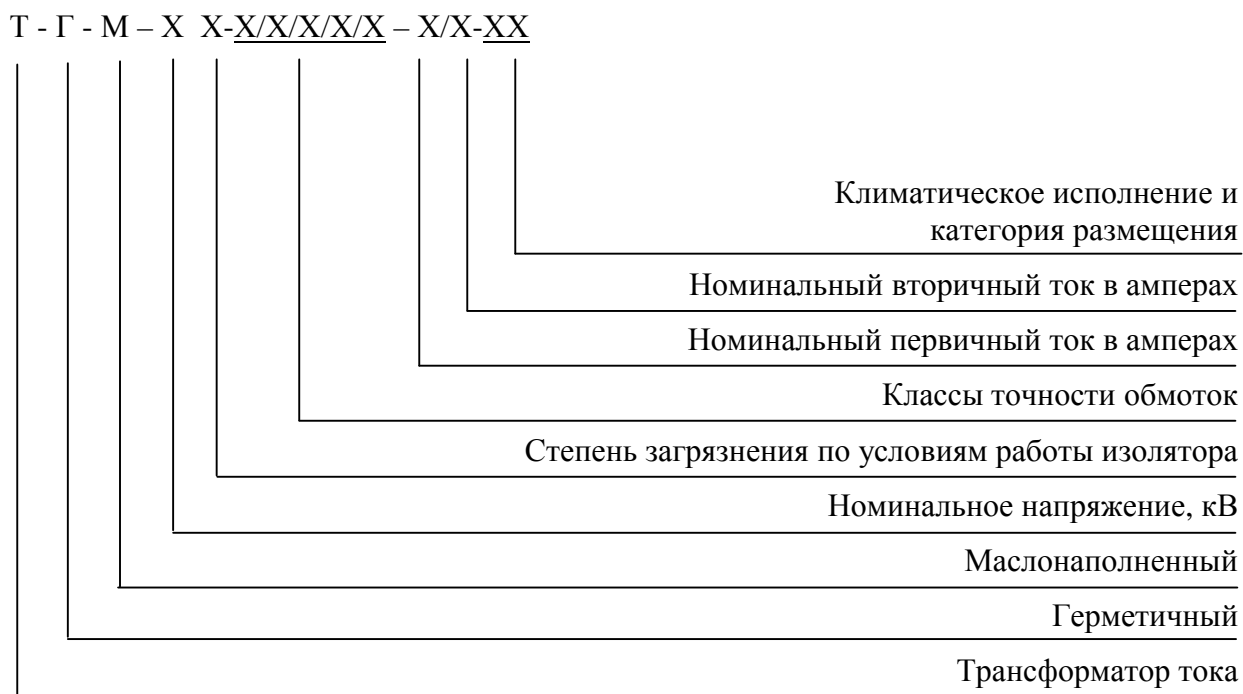 Т - Г - М – Х Х-Х/Х/Х/Х/Х – Х/Х-ХХ
Климатическое исполнение и
категория размещения
Номинальный вторичный ток в амперах
Номинальный первичный ток в амперах
Классы точности обмоток
Степень загрязнения по условиям работы изолятора
Номинальное напряжение, кВ
Маслонаполненный
Герметичный
Трансформатор тока